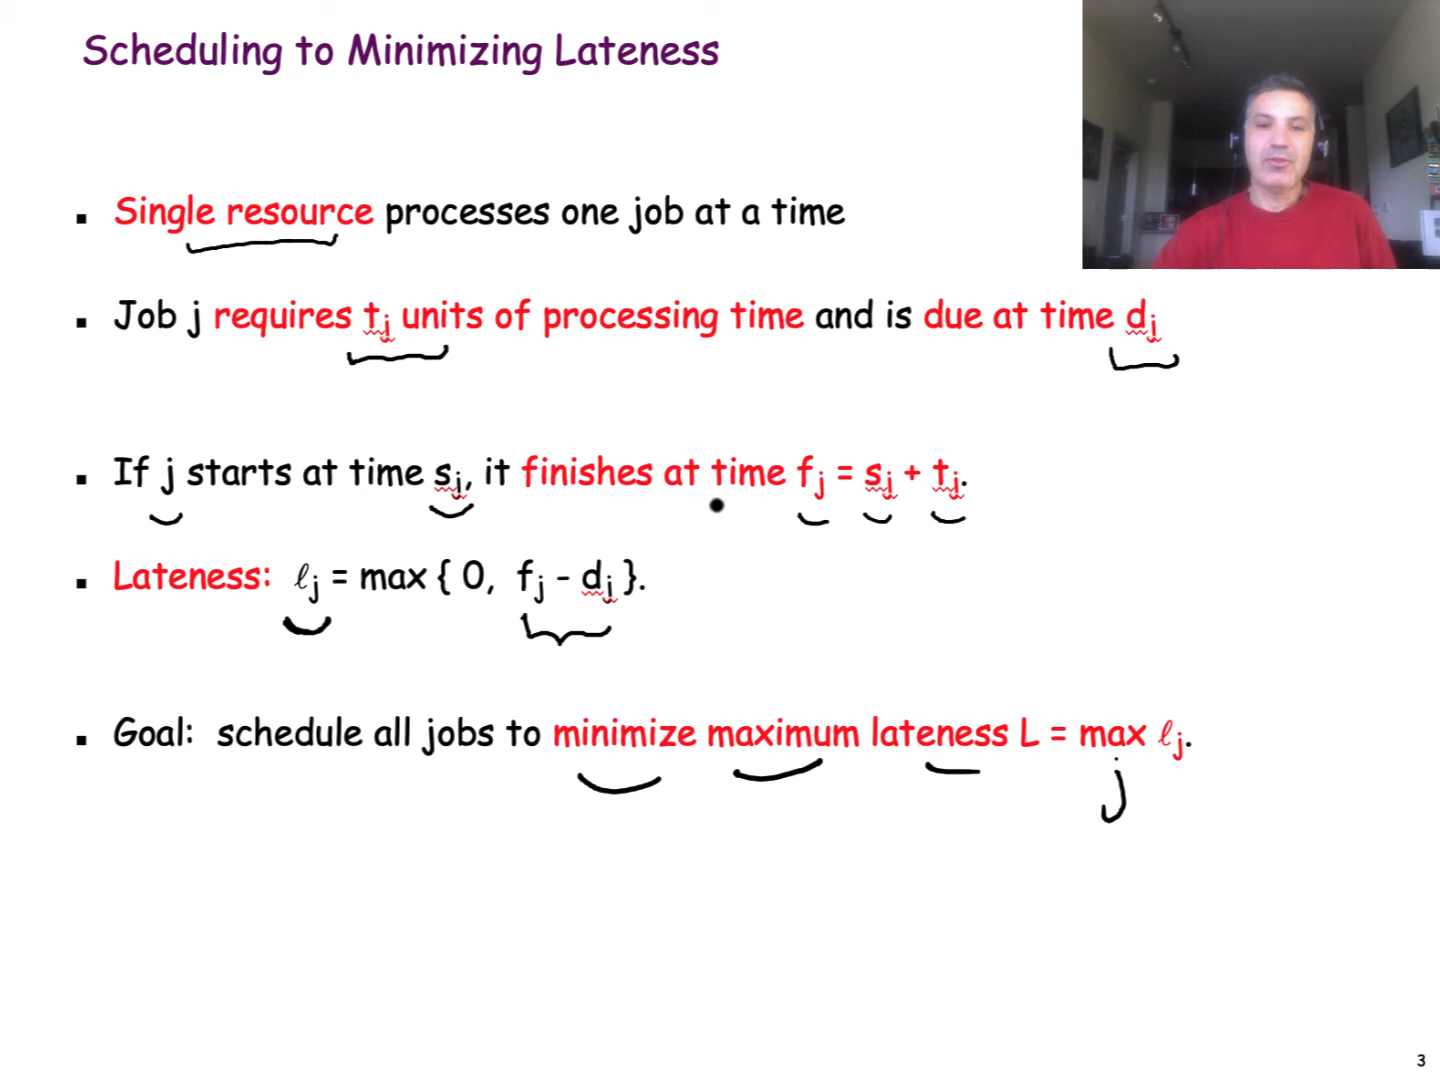 Scheduling to Minimizing Lateness
▪ Single resource processes one job at a time
▪ Job j requires tj units of processing time and is due at time dj
▪ If j starts at time sj, it finishes at time fj = sj + tj.
▪ Lateness: ℓj = max { 0, fj - dj }.
▪ Goal: schedule all jobs to minimize maximum lateness L = max ℓj.
j
3